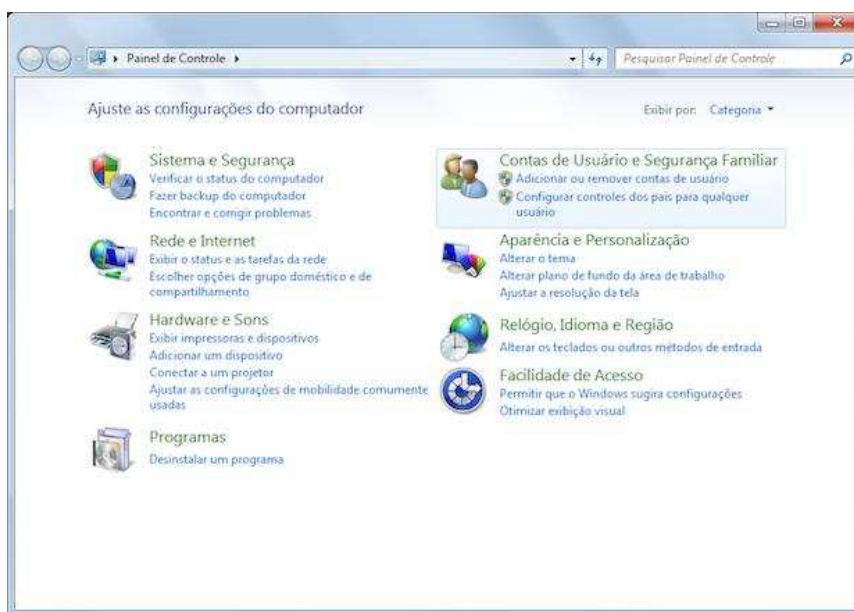 Painel de Controle
Pesquisar Painel de Controle
Ajuste as configurações do computador
Exibir por: Categoria
Sistema e Segurança
Verificar o status do computador
Fazer backup do computador
Encontrar e corrigir problemas
Rede e Internet
Exibir o status e as tarefas da rede
Escolher opções de grupo doméstico e de
compartilhamento
Hardware e Sons
Exibir impressoras e dispositivos
Adicionar um dispositivo
Conectar a um projetor
Ajustar as configurações de mobilidade comumente
usadas
Programas
Desinstalar um programa
Contas de Usuário e Segurança Familiar
Adicionar ou remover contas de usuário
Configurar controles dos pais para qualquer
usuário
Aparência e Personalização
Alterar o tema
Alterar plano de fundo da área de trabalho
Ajustar a resolução da tela
Relógio, Idioma e Região
Alterar os teclados ou outros métodos de entrada
Facilidade de Acesso
Permitir que o Windows sugira configurações
Otimizar exibição visual